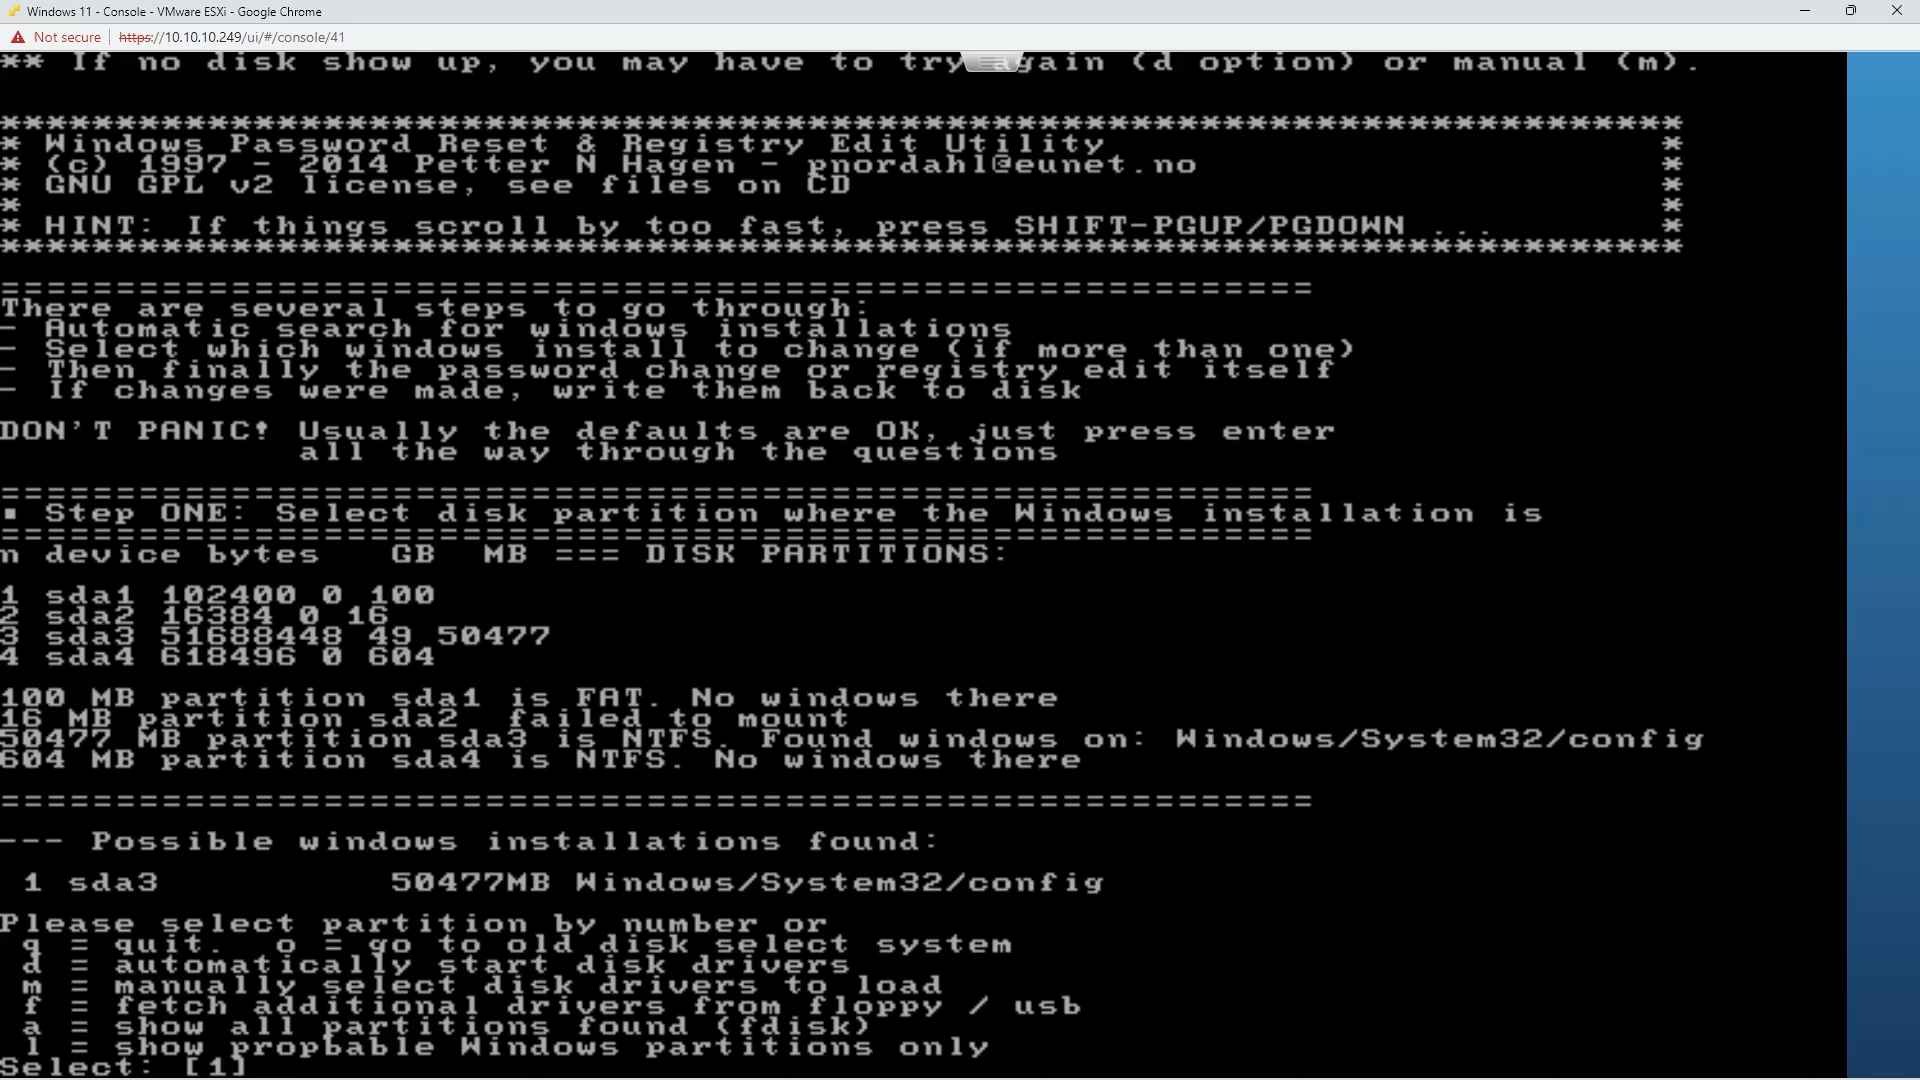 Windows 11 - Console - VMware ESXi - Google Chrome
Not secure https://10.10.10.249/ui/#/console/41
** If no disk show up, you may have to try again (d option) or manual (m).
*************************************************************************
* Windows Password Reset & Registry Edit Utility *
* (c) 1997 - 2014 Petter N Hagen - pnordahl@eunet.no *
* GNU GPL v2 license, see files on CD *
* *
* HINT: If things scroll by too fast, press SHIFT-PGUP/PGDOWN ... *
*************************************************************************
=========================================================
There are several steps to go through:
- Automatic search for windows installations
- Select which windows install to change (if more than one)
- Then finally the password change or registry edit itself
- If changes were made, write them back to disk
DON'T PANIC! Usually the defaults are OK, just press enter
all the way through the questions
=========================================================
▪ Step ONE: Select disk partition where the Windows installation is
=========================================================
n device bytes GB MB === DISK PARTITIONS:
1 sda1 102400 0 100
2 sda2 16384 0 16
3 sda3 51688448 49 50477
4 sda4 618496 0 604
100 MB partition sda1 is FAT. No windows there
16 MB partition sda2 failed to mount
50477 MB partition sda3 is NTFS. Found windows on: Windows/System32/config
604 MB partition sda4 is NTFS. No windows there
=========================================================
--- Possible windows installations found:
1 sda3 50477MB Windows/System32/config
Please select partition by number or
q = quit. o = go to old disk select system
d = automatically start disk drivers
m = manually select disk drivers to load
f = fetch additional drivers from floppy / usb
a = show all partitions found (fdisk)
l = show propbable Windows partitions only
Select: [1]